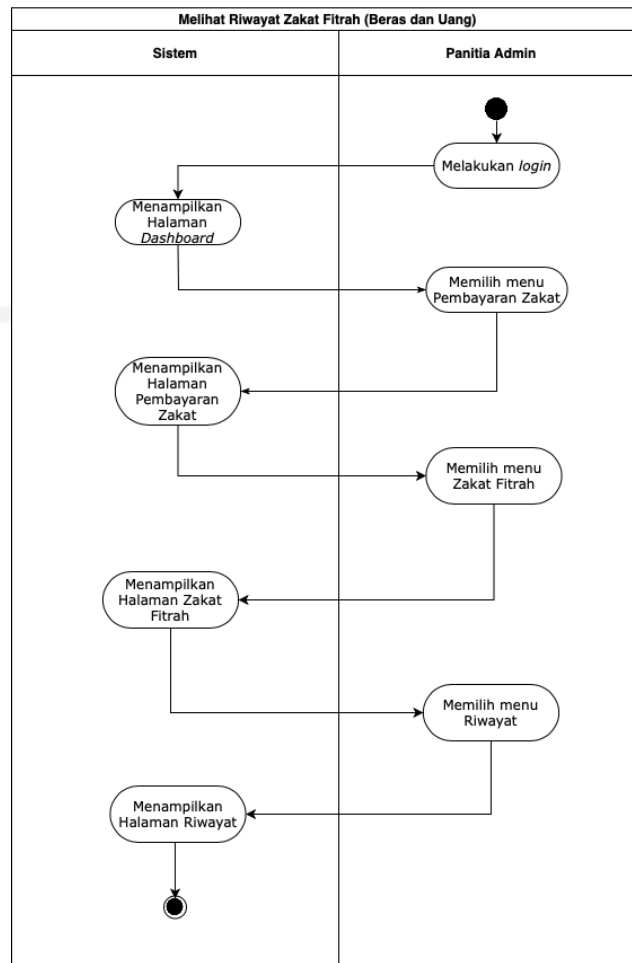 Melihat Riwayat Zakat Fitrah (Beras dan Uang)
Sistem
Panitia Admin
Melakukan login
Menampilkan
Halaman
Dashboard
Memilih menu
Pembayaran Zakat
Menampilkan
Halaman
Pembayaran
Zakat
Memilih menu
Zakat Fitrah
Menampilkan
Halaman Zakat
Fitrah
Memilih menu
Riwayat
Menampilkan
Halaman Riwayat